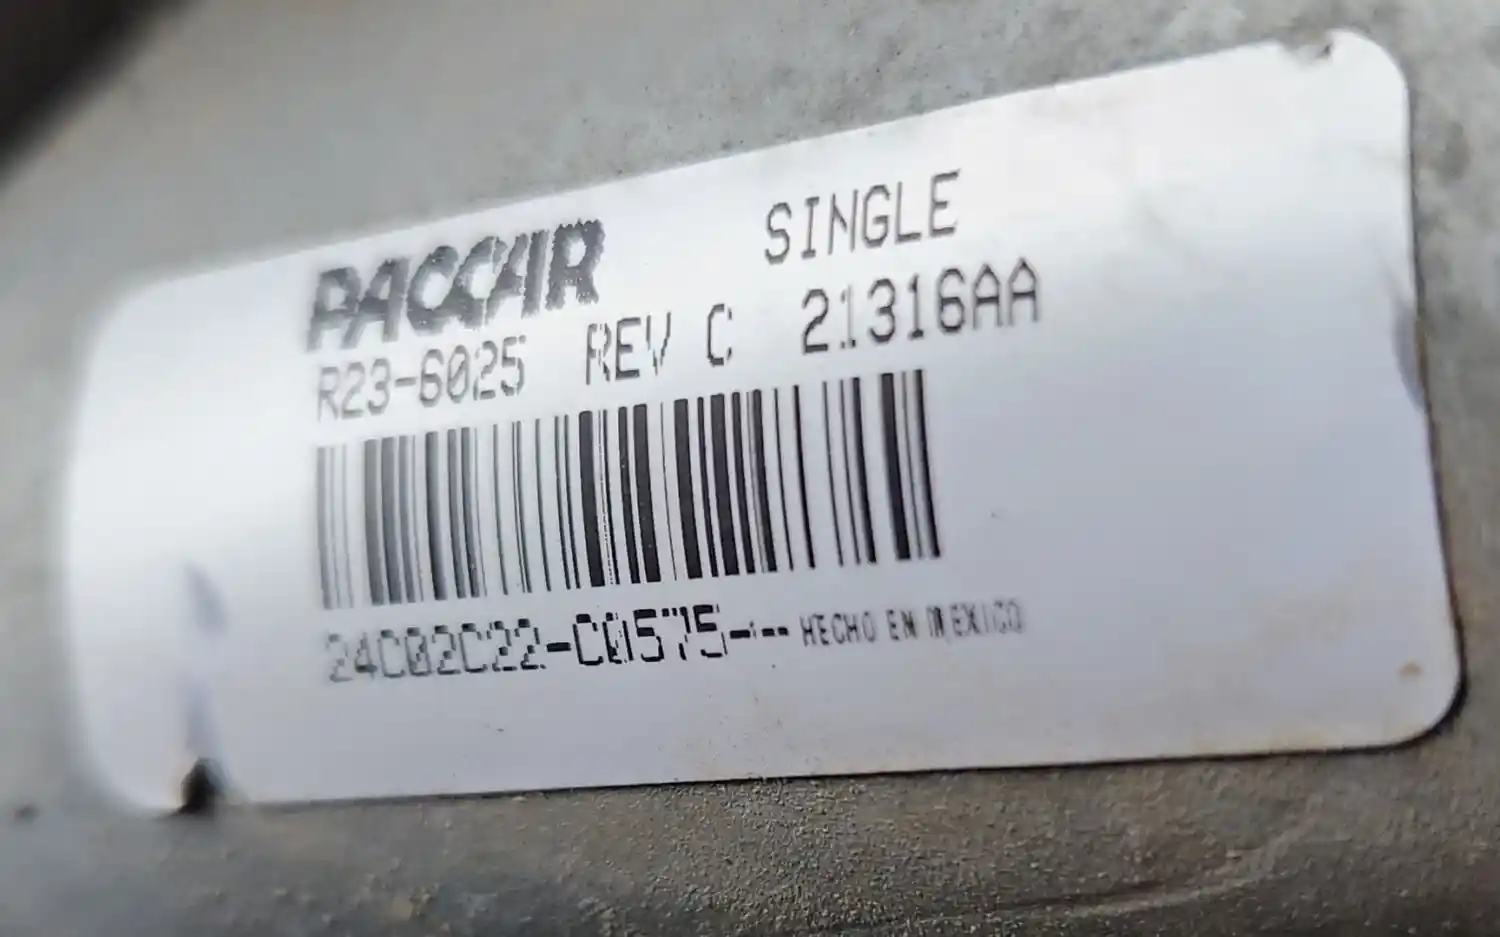 PACCAR SINGLE
R23-6025 REV C 21316AA
24C02C22-C0575--- HECHO EN MEXICO